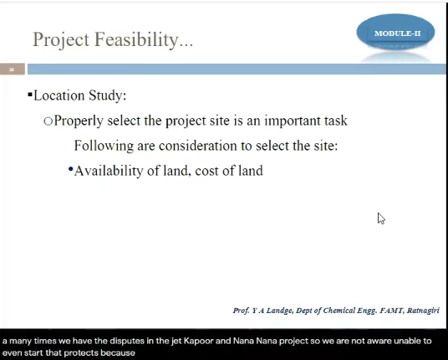 Project Feasibility...
MODULE-II
▪Location Study:
○Properly select the project site is an important task
Following are consideration to select the site:
•Availability of land, cost of land
Prof. Y A Landge, Dept of Chemical Engg. FAMT, Ratnagiri
a many times we have the disputes in the jet Kapoor and Nana Nana project so we are not aware unable to
even start that protects because